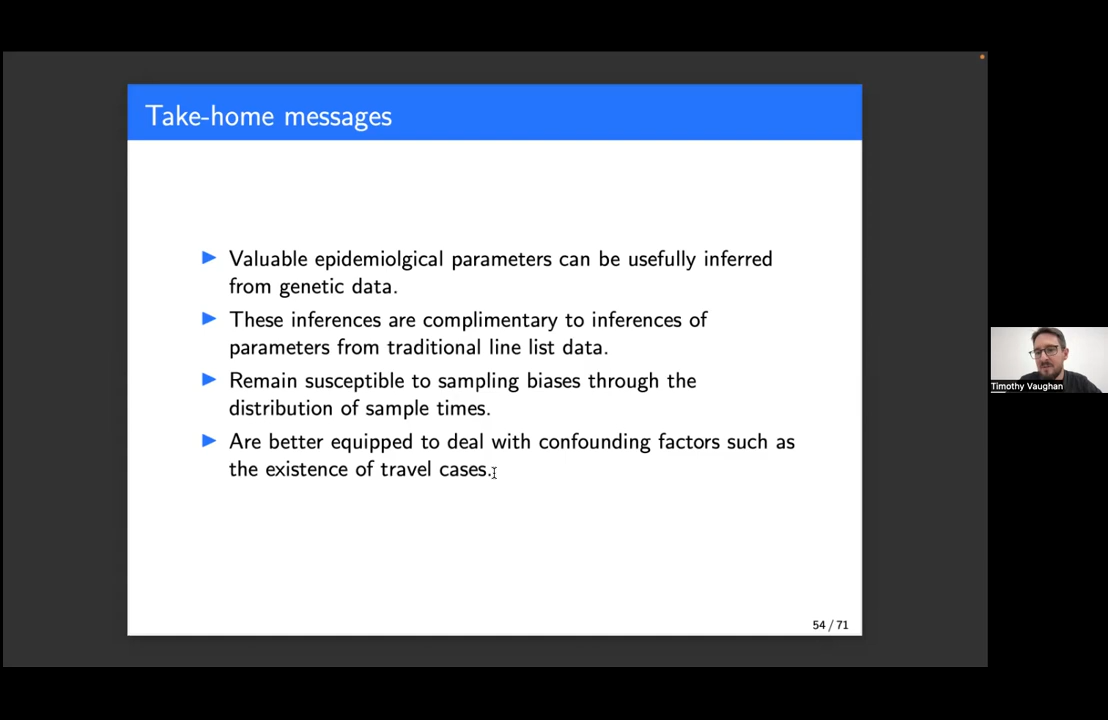 Take-home messages
Valuable epidemiolgical parameters can be usefully inferred
from genetic data.
These inferences are complimentary to inferences of
parameters from traditional line list data.
Remain susceptible to sampling biases through the
distribution of sample times.
Are better equipped to deal with confounding factors such as
the existence of travel cases.
54 / 71
Timothy Vaughan